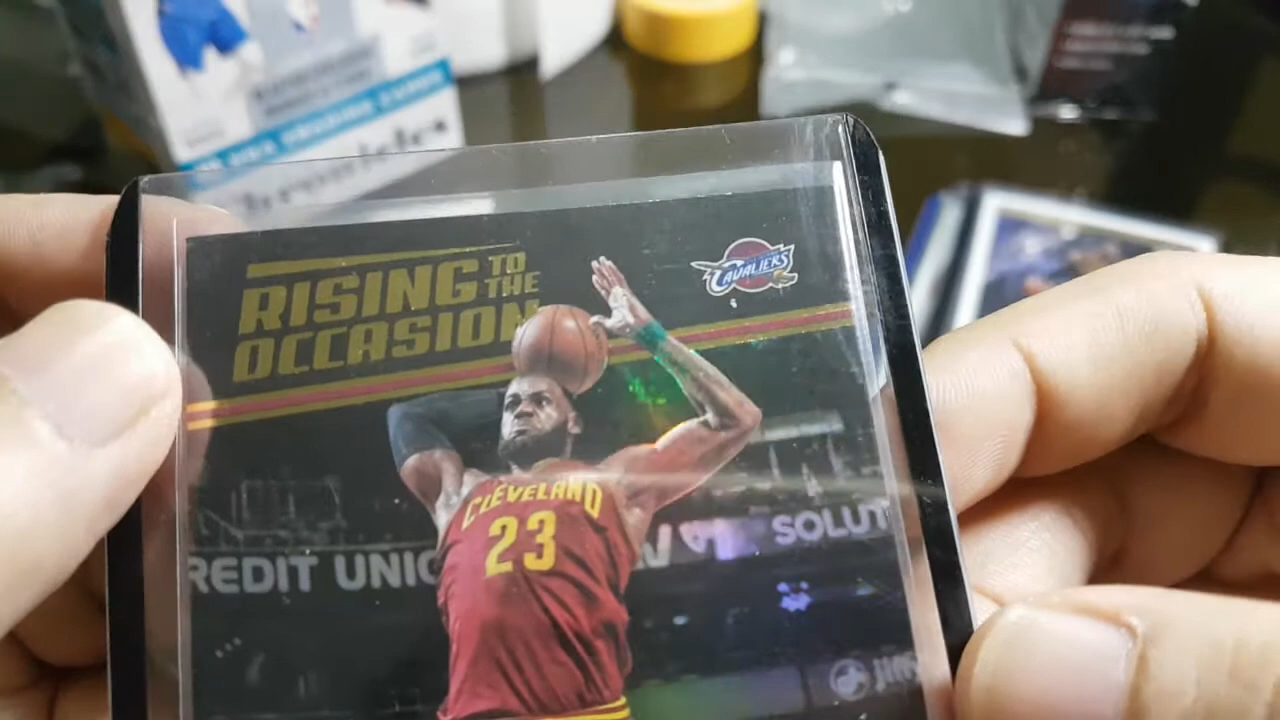 RISING TO THE
OCCASION
CAVALIERS
CLEVELAND
23
REDIT UNIO
SOLUT